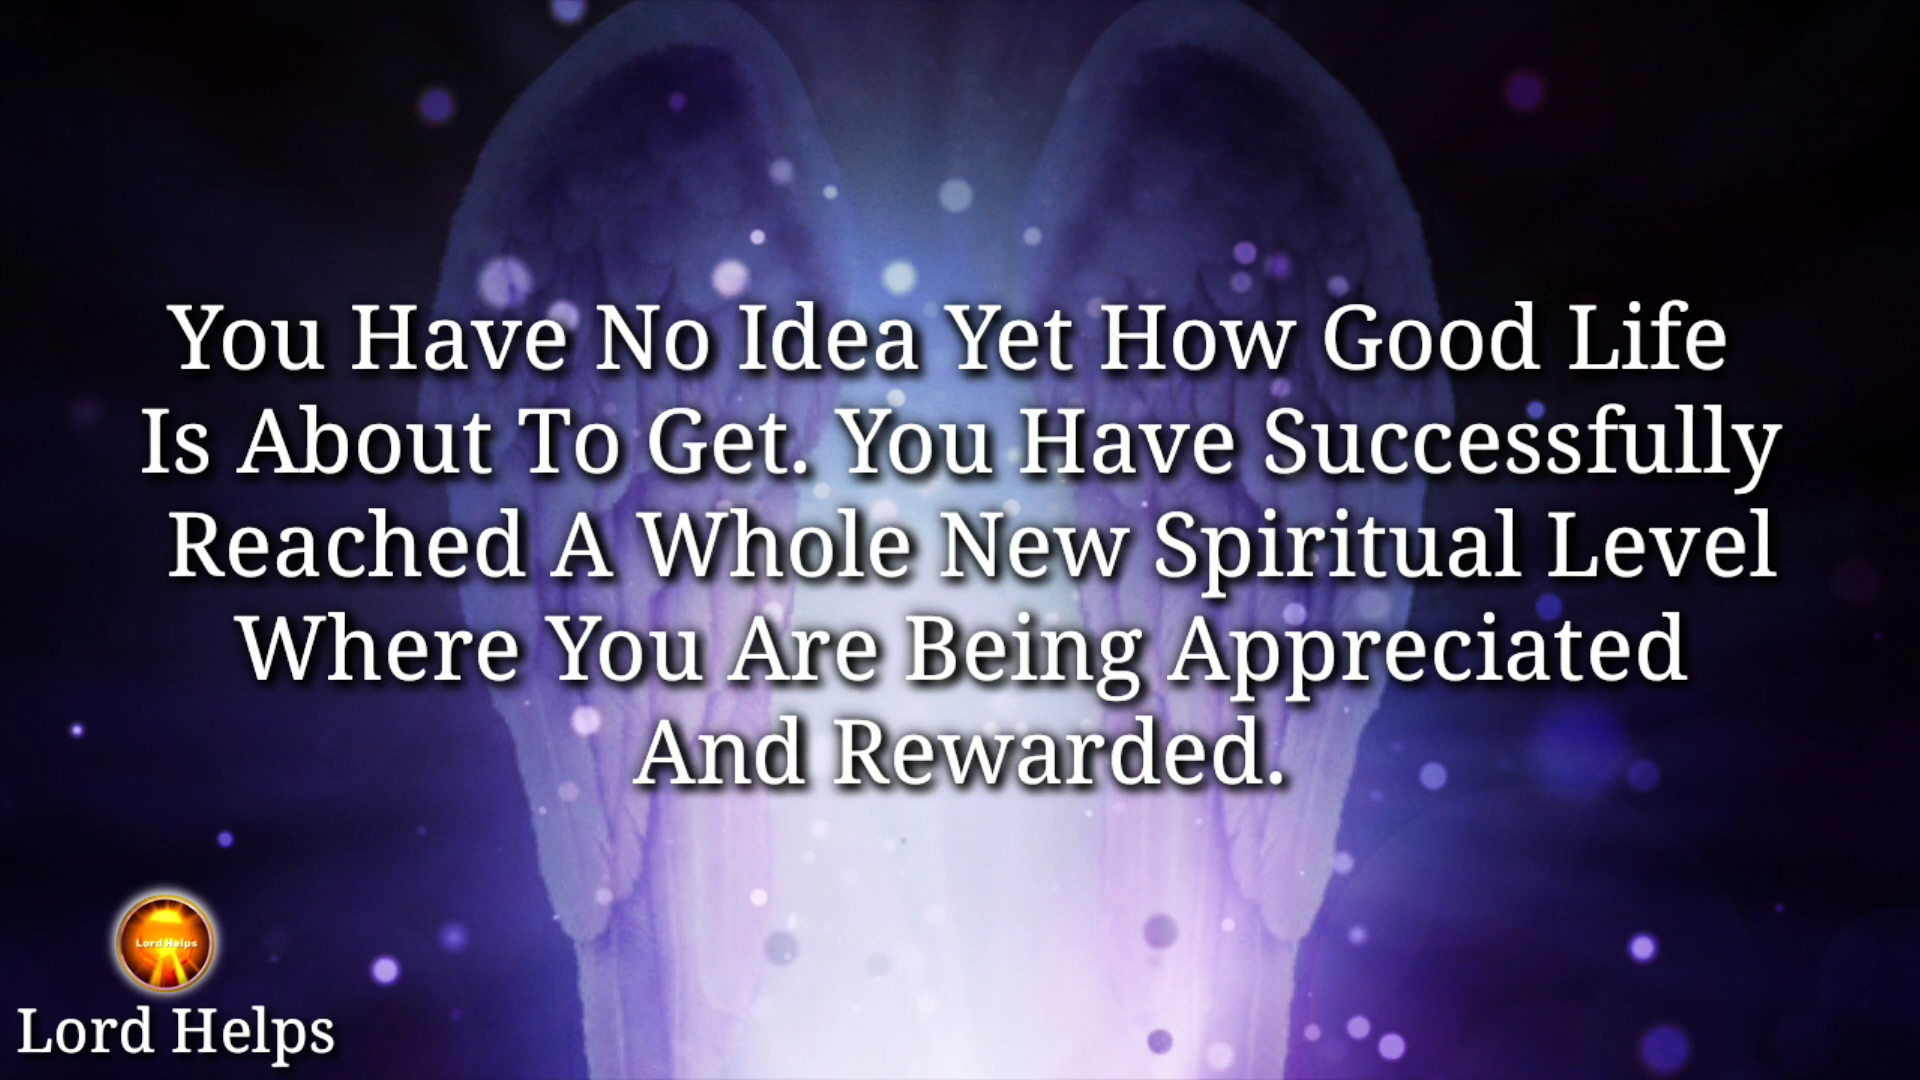 You Have No Idea Yet How Good Life
Is About To Get. You Have Successfully
Reached A Whole New Spiritual Level
Where You Are Being Appreciated
And Rewarded.
Lord Helps
Lord Helps